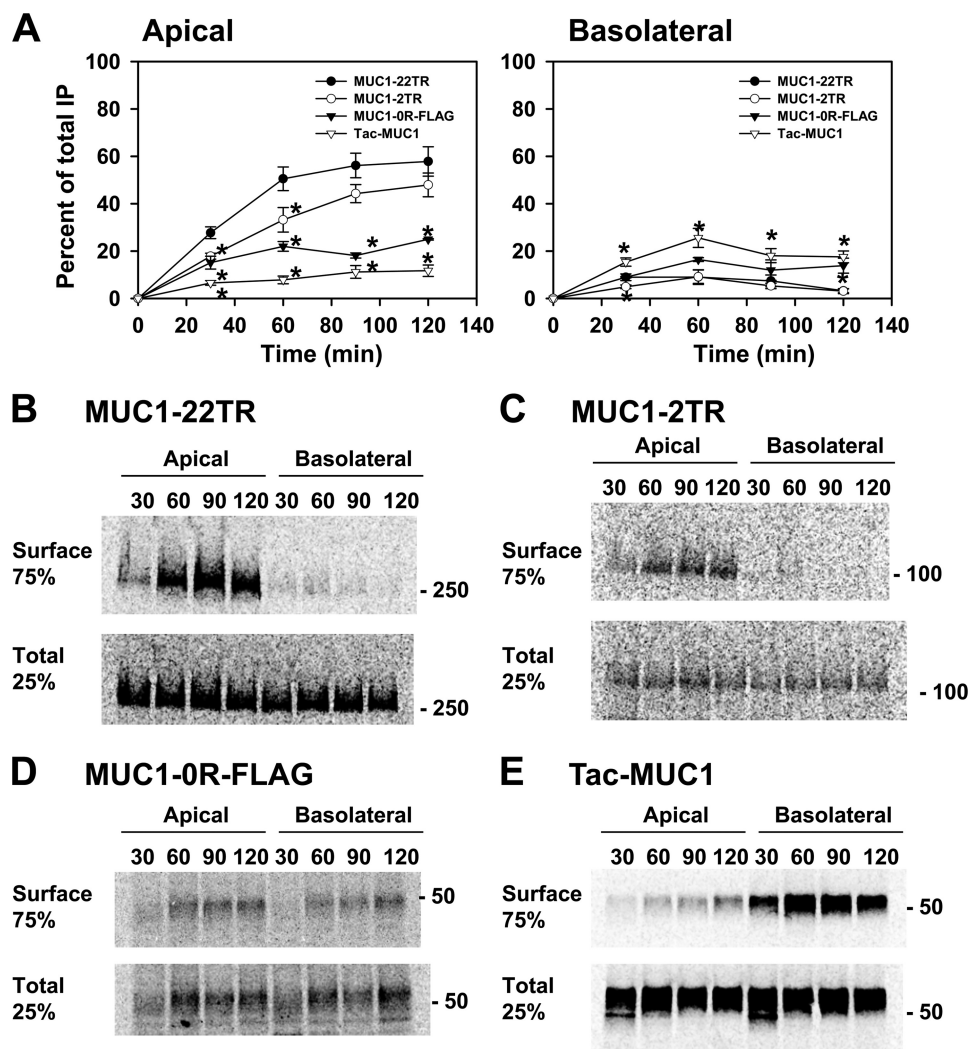 A Apical Basolateral
Percent of total IP
100
80
60
40
20
0
MUC1-22TR
MUC1-2TR
MUC1-0R-FLAG
Tac-MUC1
0 20 40 60 80 100 120 140
Time (min)
100
80
60
40
20
0
MUC1-22TR
MUC1-2TR
MUC1-0R-FLAG
Tac-MUC1
0 20 40 60 80 100 120 140
Time (min)
B MUC1-22TR
Apical Basolateral
30 60 90 120 30 60 90 120
Surface
75%
- 250
Total
25%
- 250
C MUC1-2TR
Apical Basolateral
30 60 90 120 30 60 90 120
Surface
75%
- 100
Total
25%
- 100
D MUC1-0R-FLAG
Apical Basolateral
30 60 90 120 30 60 90 120
Surface
75%
- 50
Total
25%
- 50
E Tac-MUC1
Apical Basolateral
30 60 90 120 30 60 90 120
Surface
75%
- 50
Total
25%
- 50